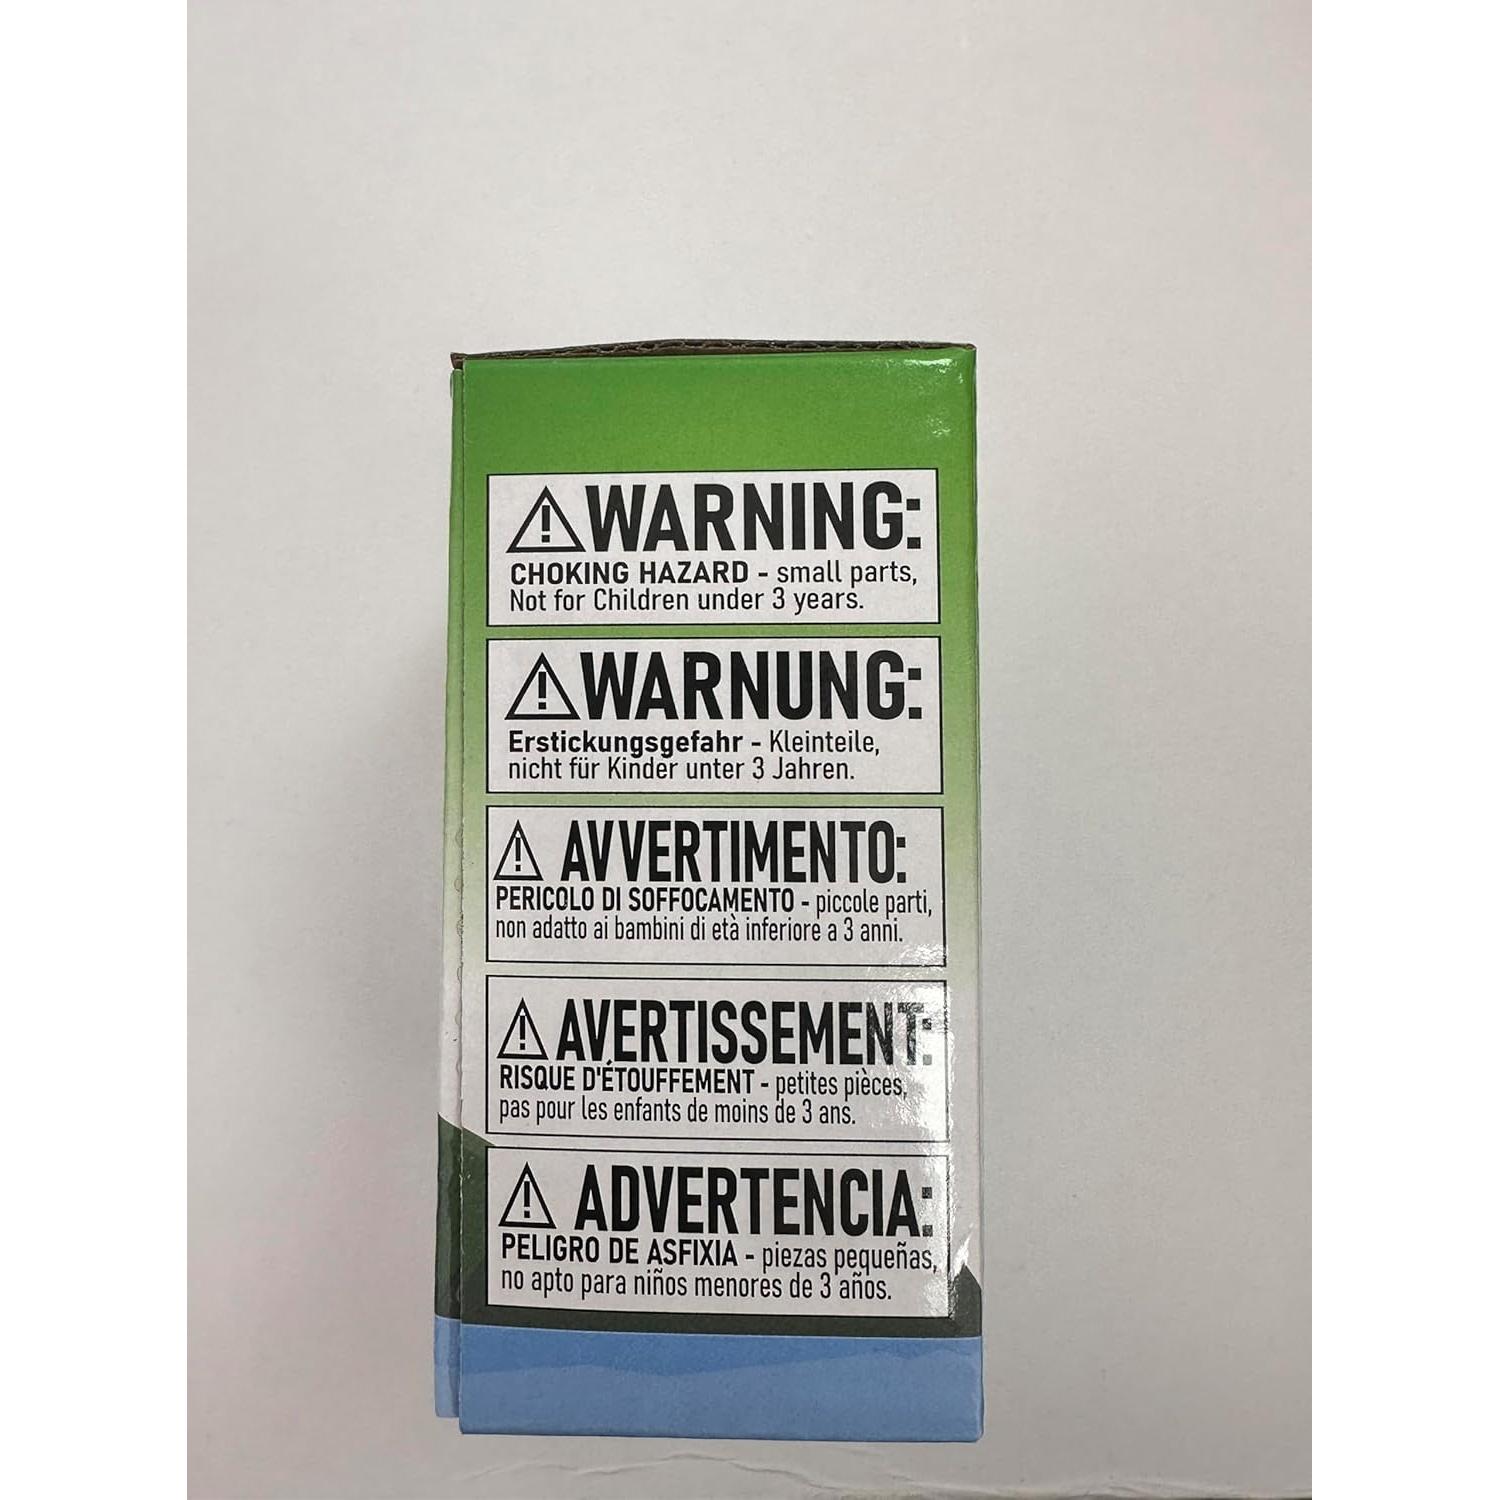 WARNING:
CHOKING HAZARD - small parts,
Not for Children under 3 years.
WARNUNG:
Erstickungsgefahr - Kleinteile,
nicht für Kinder unter 3 Jahren.
AVVERTIMENTO:
PERICOLO DI SOFFOCAMENTO - piccole parti,
non adatto ai bambini di età inferiore a 3 anni.
AVERTISSEMENT:
RISQUE D'ÉTOUFFEMENT - petites pièces,
pas pour les enfants de moins de 3 ans.
ADVERTENCIA:
PELIGRO DE ASFIXIA - piezas pequeñas,
no apto para niños menores de 3 años.